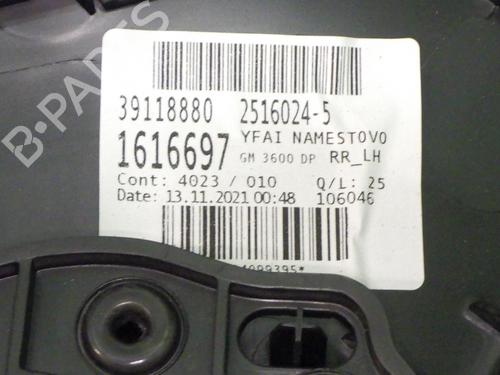 39118880 2516024-5
1616697 YFAI NAMESTOVO
GM 3600 DP RR_LH
Cont: 4023 / 010 Q/L: 25
Date: 13.11.2021 00:48 106046
B-PARTS